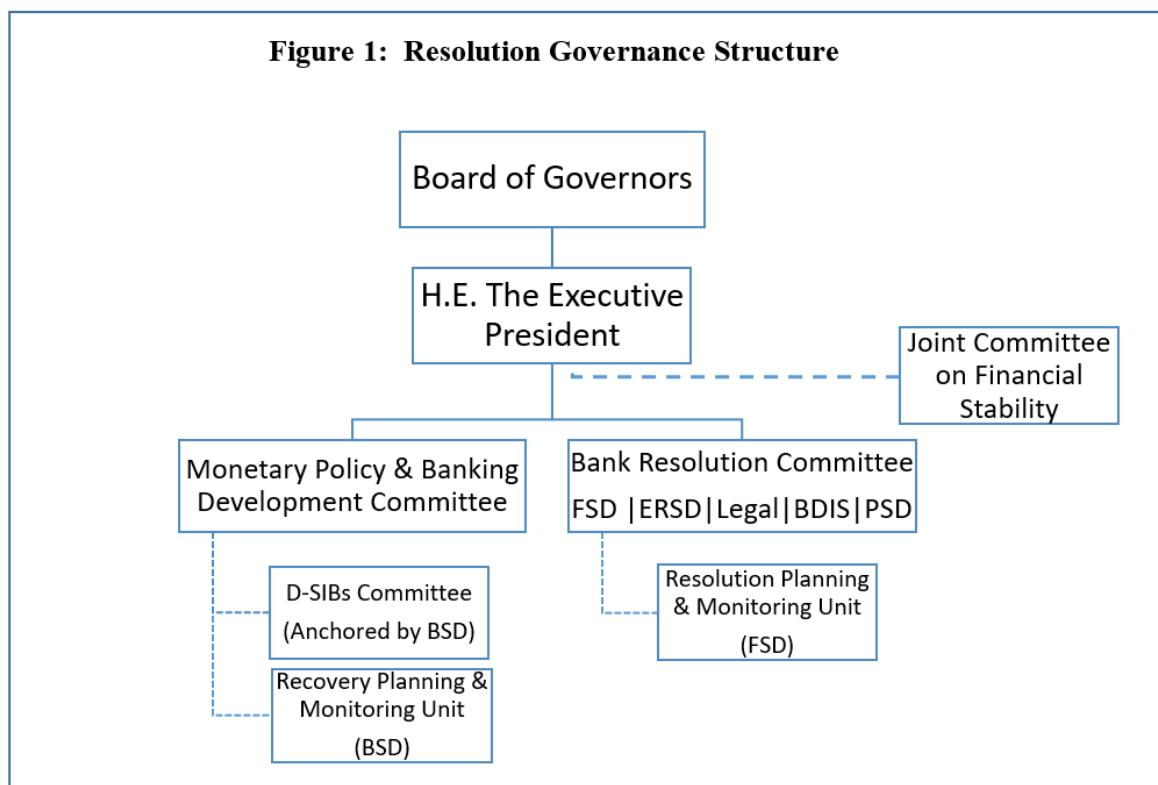 Figure 1:  Resolution Governance Structure
Board of Governors
H.E. The Executive
President
Joint Committee
on Financial
Stability
Monetary Policy & Banking
Development Committee
Bank Resolution Committee
FSD |ERSD|Legal|BDIS|PSD
D-SIBs Committee
(Anchored by BSD)
Resolution Planning
& Monitoring Unit
(FSD)
Recovery Planning &
Monitoring Unit
(BSD)